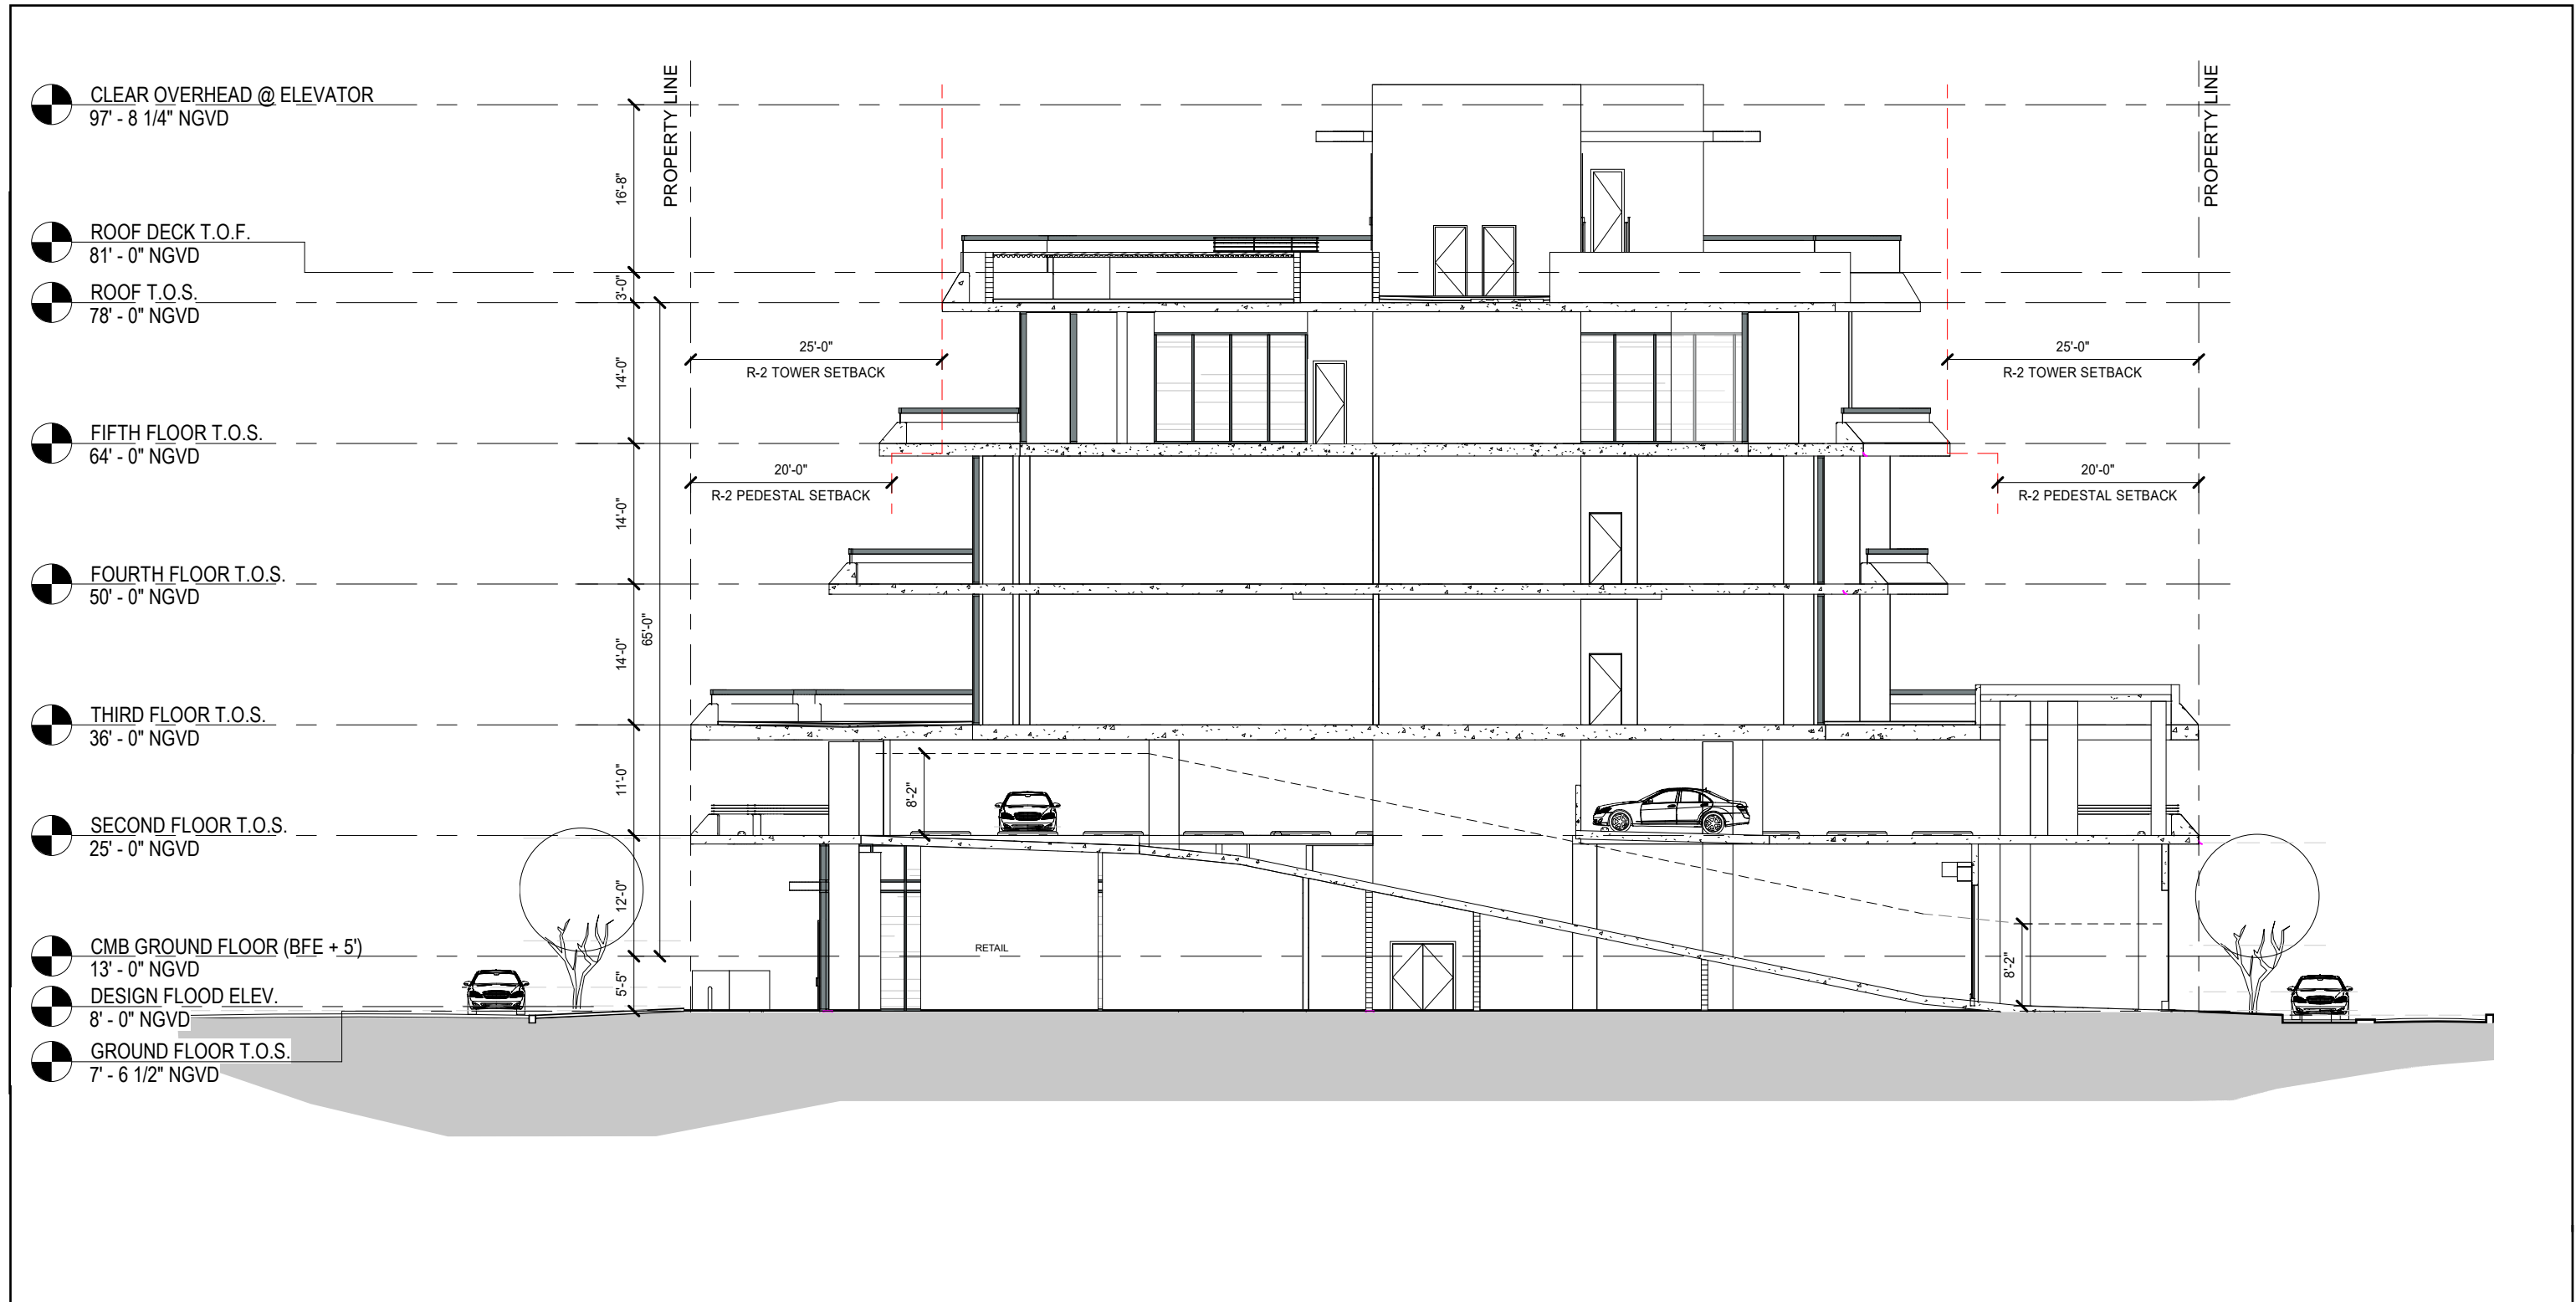 CLEAR OVERHEAD @ ELEVATOR
97' - 8 1/4" NGVD
ROOF DECK T.O.F.
81' - 0" NGVD
ROOF T.O.S.
78' - 0" NGVD
FIFTH FLOOR T.O.S.
64' - 0" NGVD
FOURTH FLOOR T.O.S.
50' - 0" NGVD
THIRD FLOOR T.O.S.
36' - 0" NGVD
SECOND FLOOR T.O.S.
25' - 0" NGVD
CMB GROUND FLOOR (BFE + 5')
13' - 0" NGVD
DESIGN FLOOD ELEV.
8' - 0" NGVD
GROUND FLOOR T.O.S.
7' - 6 1/2" NGVD
16'-8"
3'-0"
14'-0"
14'-0"
14'-0"
11'-0"
12'-0"
5'-5"
65'-0"
PROPERTY LINE
25'-0"
R-2 TOWER SETBACK
20'-0"
R-2 PEDESTAL SETBACK
8'-2"
RETAIL
8'-2"
25'-0"
R-2 TOWER SETBACK
20'-0"
R-2 PEDESTAL SETBACK
PROPERTY LINE